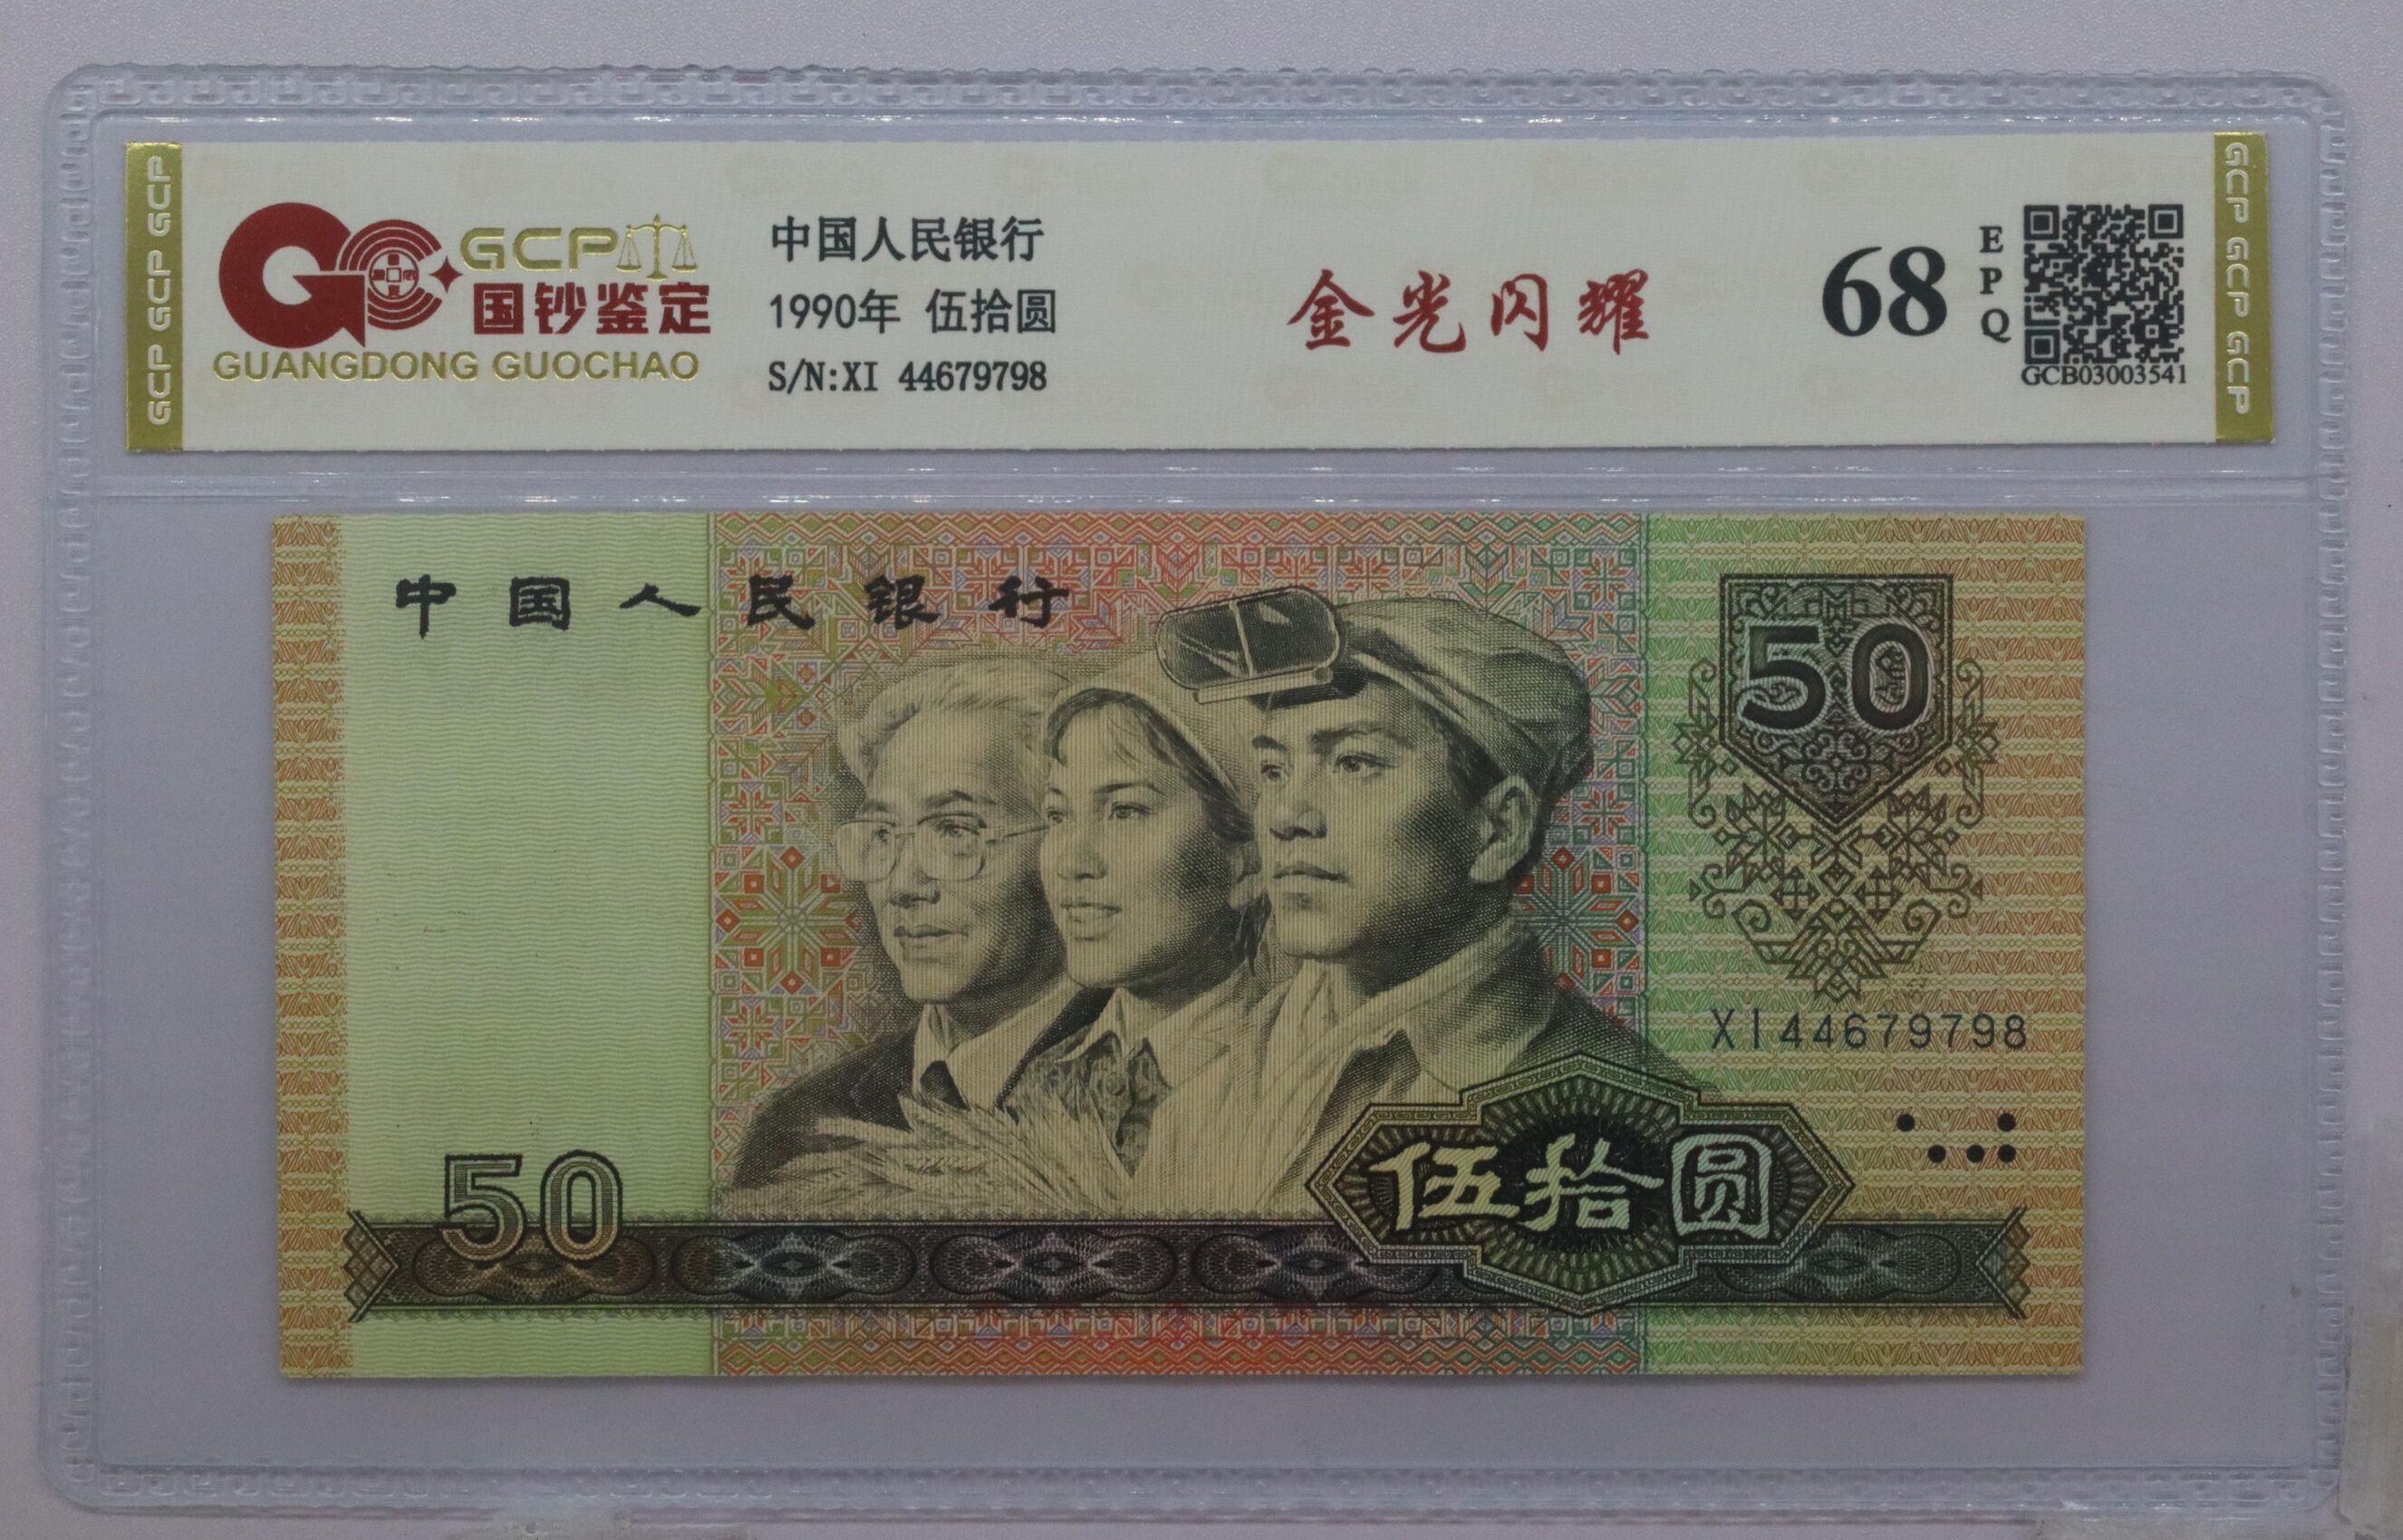 GCP GCP GCP
GCP
国钞鉴定
GUANGDONG GUOCHAO
中国人民银行
1990年 伍拾圆
S/N:XI 44679798
金光闪耀
68
EPQ
GCB03003541
GCP GCP GCP
中国人民银行
50
XI44679798
50
伍拾圆